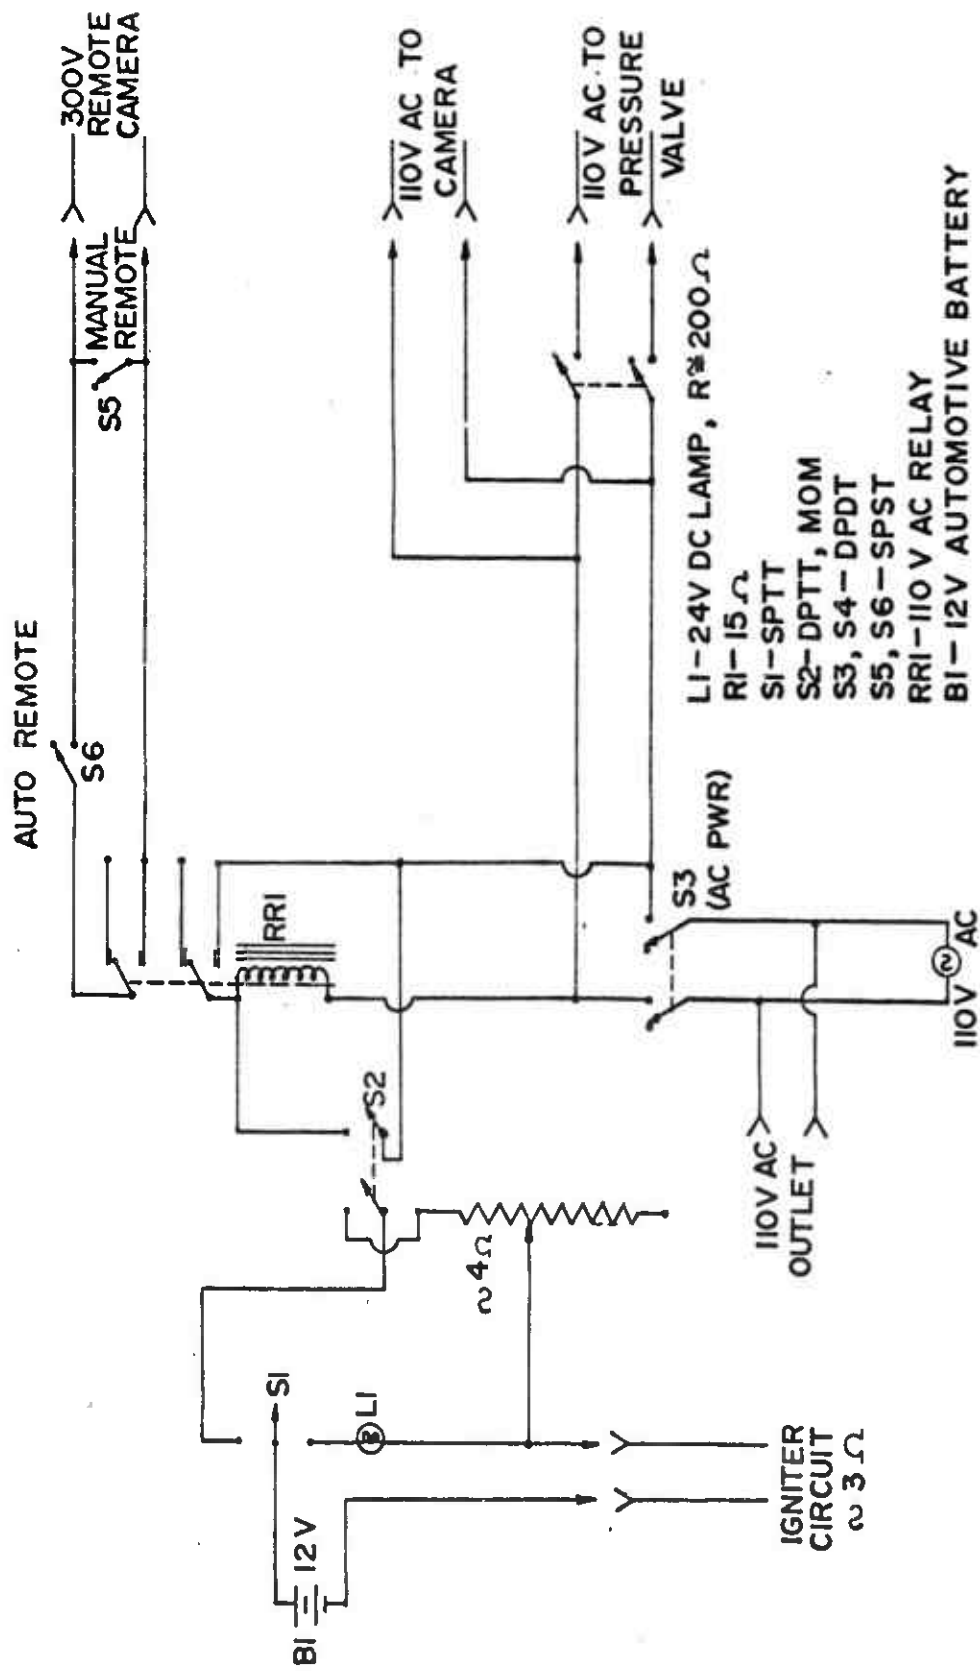 AUTO REMOTE
S6
S5
MANUAL
REMOTE
300V
REMOTE
CAMERA
110V AC TO
CAMERA
110V AC TO
PRESSURE
VALVE
RR1
S2
S3
(AC PWR)
110V AC
110V AC
OUTLET
~4Ω
S1
L1
B1
12V
IGNITER
CIRCUIT
~3Ω
L1-24V DC LAMP, R≅200Ω
R1-15Ω
S1-SPTT
S2-DPTT, MOM
S3, S4-DPDT
S5, S6-SPST
RR1-110V AC RELAY
B1-12V AUTOMOTIVE BATTERY